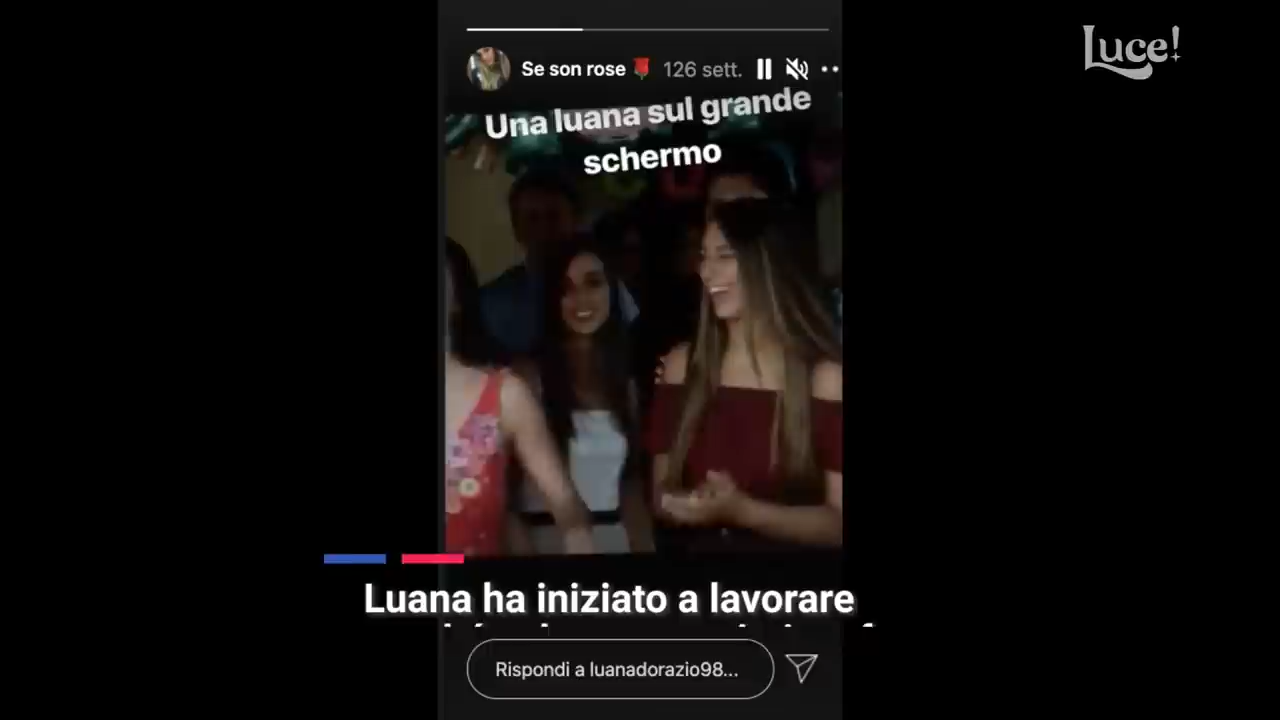 Luce!
Se son rose🌹 126 sett.
Una luana sul grande
schermo
Luana ha iniziato a lavorare
Rispondi a luanadorazio98...